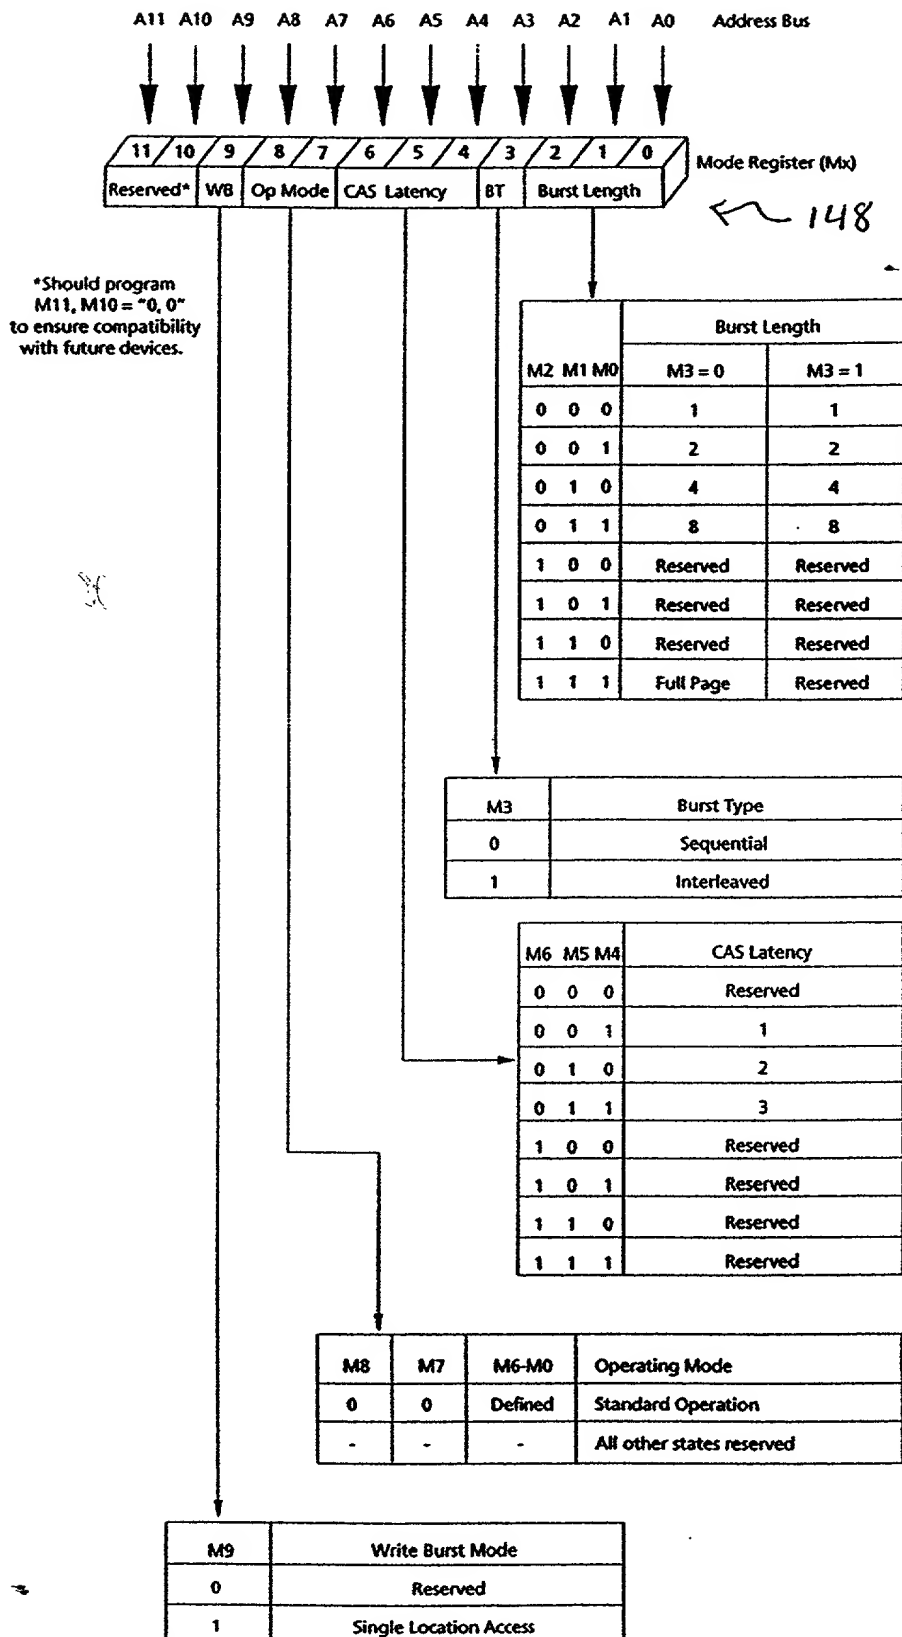 A11 A10 A9 A8 A7 A6 A5 A4 A3 A2 A1 A0 Address Bus
11 10 9 8 7 6 5 4 3 2 1 0
Mode Register (Mx)
Reserved* WB Op Mode CAS Latency BT Burst Length
148
*Should program
M11, M10 = "0, 0"
to ensure compatibility
with future devices.
Burst Length
M2 M1 M0 M3 = 0 M3 = 1
0 0 0 1 1
0 0 1 2 2
0 1 0 4 4
0 1 1 8 8
1 0 0 Reserved Reserved
1 0 1 Reserved Reserved
1 1 0 Reserved Reserved
1 1 1 Full Page Reserved
M3 Burst Type
0 Sequential
1 Interleaved
M6 M5 M4 CAS Latency
0 0 0 Reserved
0 0 1 1
0 1 0 2
0 1 1 3
1 0 0 Reserved
1 0 1 Reserved
1 1 0 Reserved
1 1 1 Reserved
M8 M7 M6-M0 Operating Mode
0 0 Defined Standard Operation
- - - All other states reserved
M9 Write Burst Mode
0 Reserved
1 Single Location Access